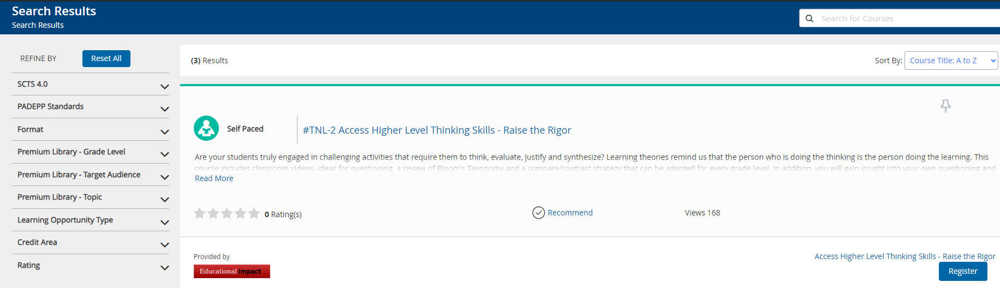 Search Results
Search Results
Search for Courses
REFINE BY
Reset All
SCTS 4.0
PADEPP Standards
Format
Premium Library - Grade Level
Premium Library - Target Audience
Premium Library - Topic
Learning Opportunity Type
Credit Area
Rating
(3) Results
Sort By: Course Title: A to Z
Self Paced
#TNL-2 Access Higher Level Thinking Skills - Raise the Rigor
Are your students truly engaged in challenging activities that require them to think, evaluate, justify and synthesize? Learning theories remind us that the person who is doing the thinking is the person doing the learning. This
course includes classroom videos, ideas for questioning, a review of Bloom's Taxonomy and a compare/contrast strategy that can be adapted for every grade level. In addition, you will gain insight into your own questioning and
Read More
0 Rating(s)
Recommend
Views 168
Provided by
Educational Impact
Access Higher Level Thinking Skills - Raise the Rigor
Register